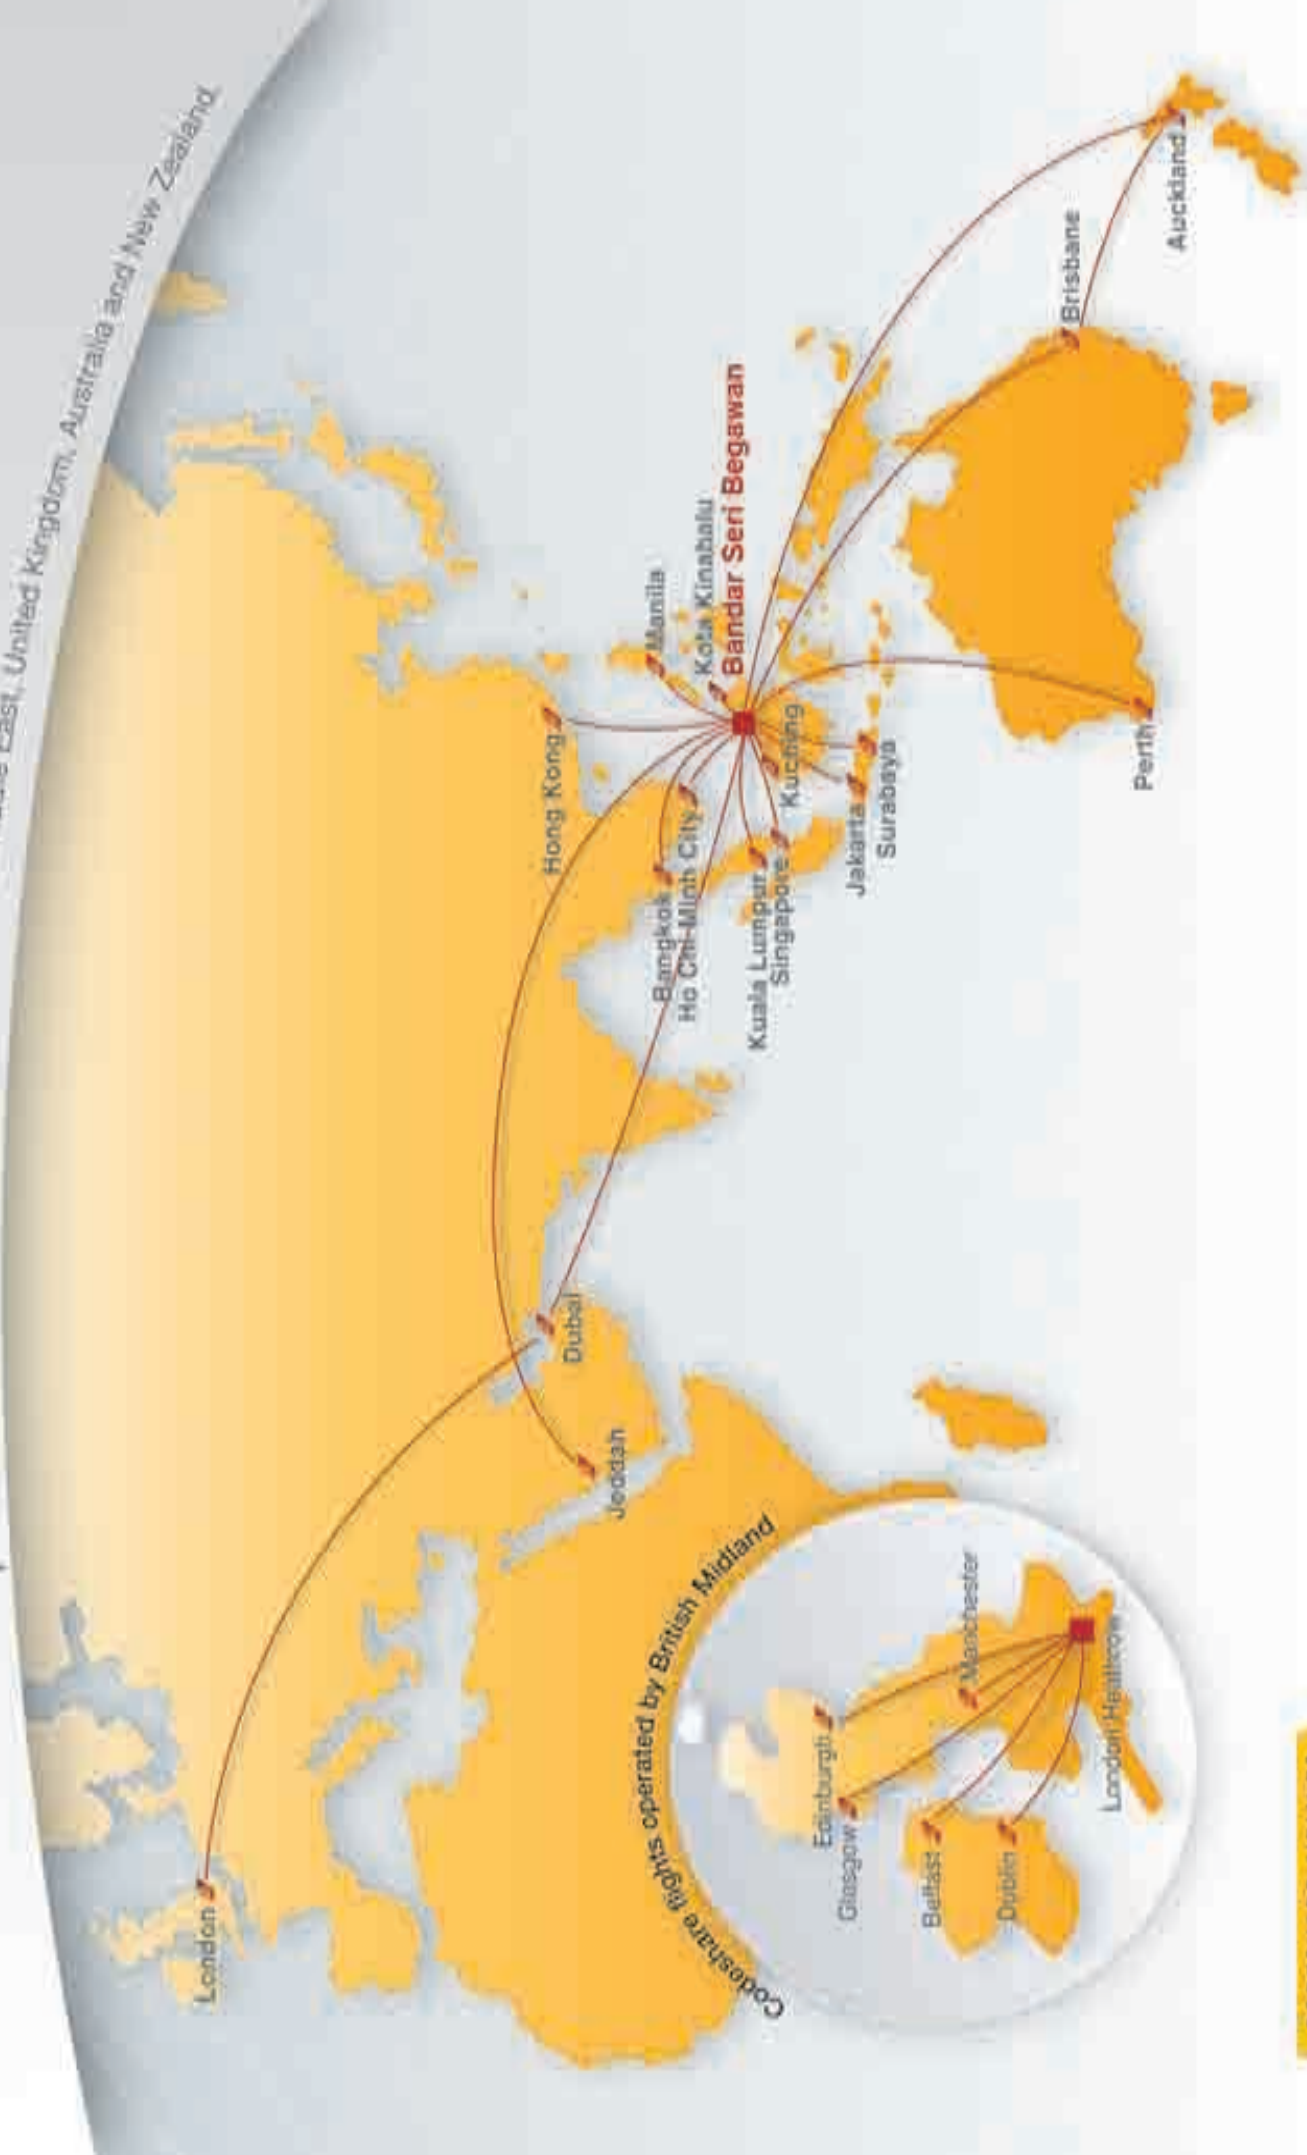 East, United Kingdom, Australia and New Zealand.
London
Dubai
Jeddah
Hong Kong
Manila
Kota Kinabalu
Bandar Seri Begawan
Bangkok
Ho Chi-Minh City
Kuala Lumpur
Singapore
Kuching
Jakarta
Surabaya
Perth
Brisbane
Auckland
Codeshare flights operated by British Midland
Edinburgh
Glasgow
Manchester
Belfast
Dublin
London Heathrow